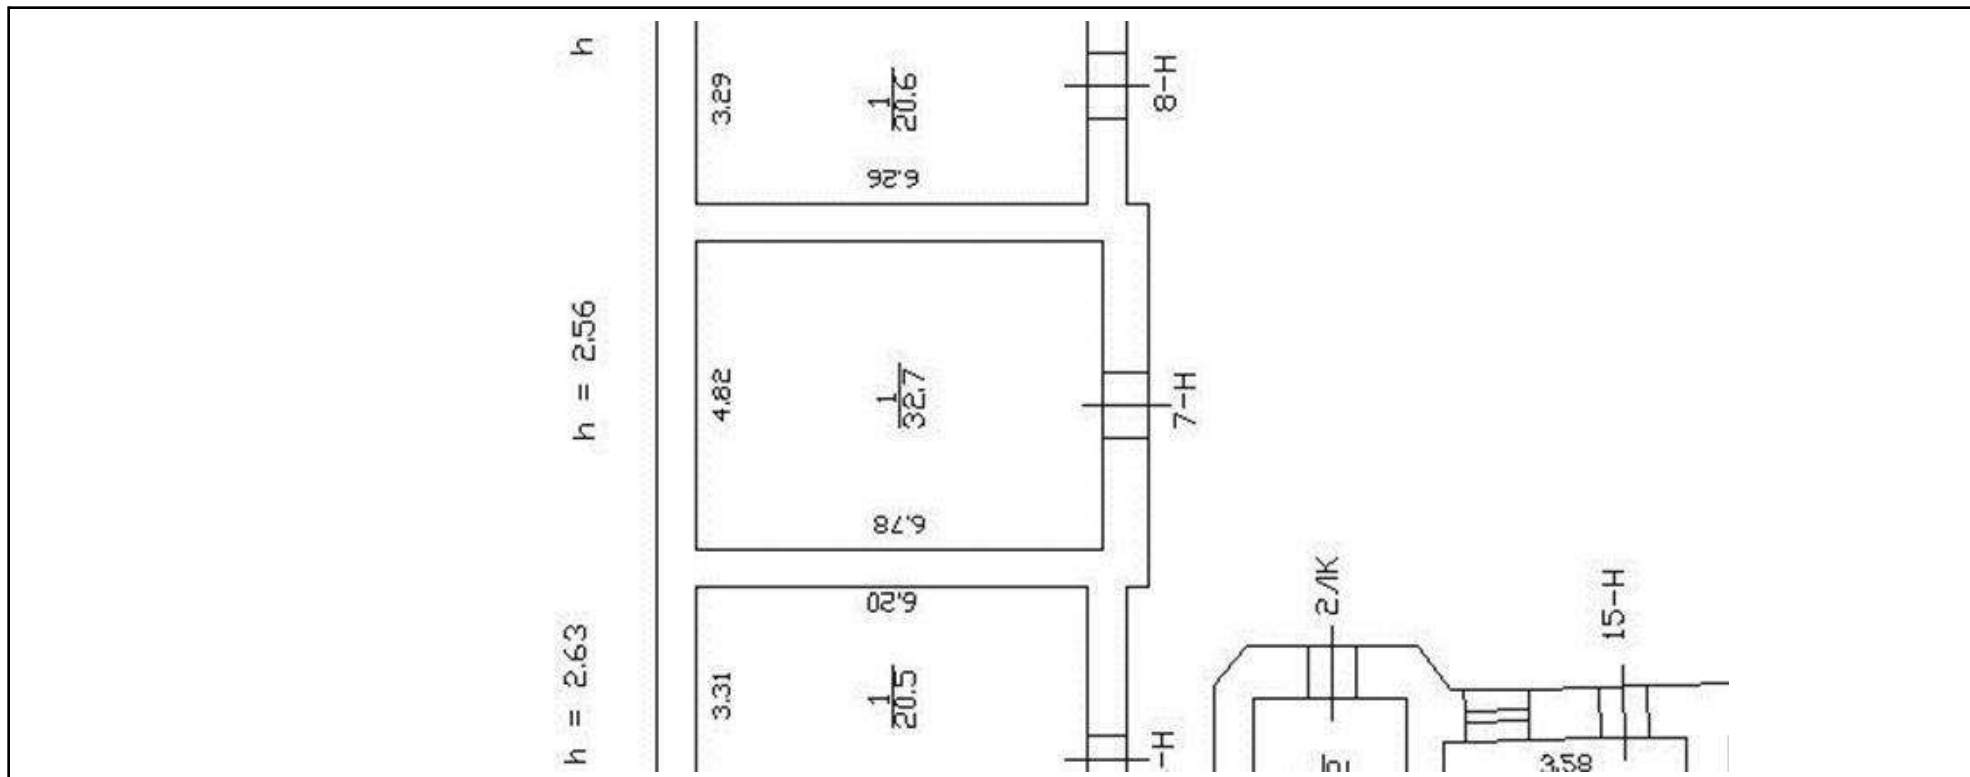 h
3.29
1
20.6
8-Н
6.26
h = 2.56
4.82
1
32.7
7-Н
6.78
6.20
h = 2.63
3.31
1
20.5
-Н
2ЛК
15-Н
3.58